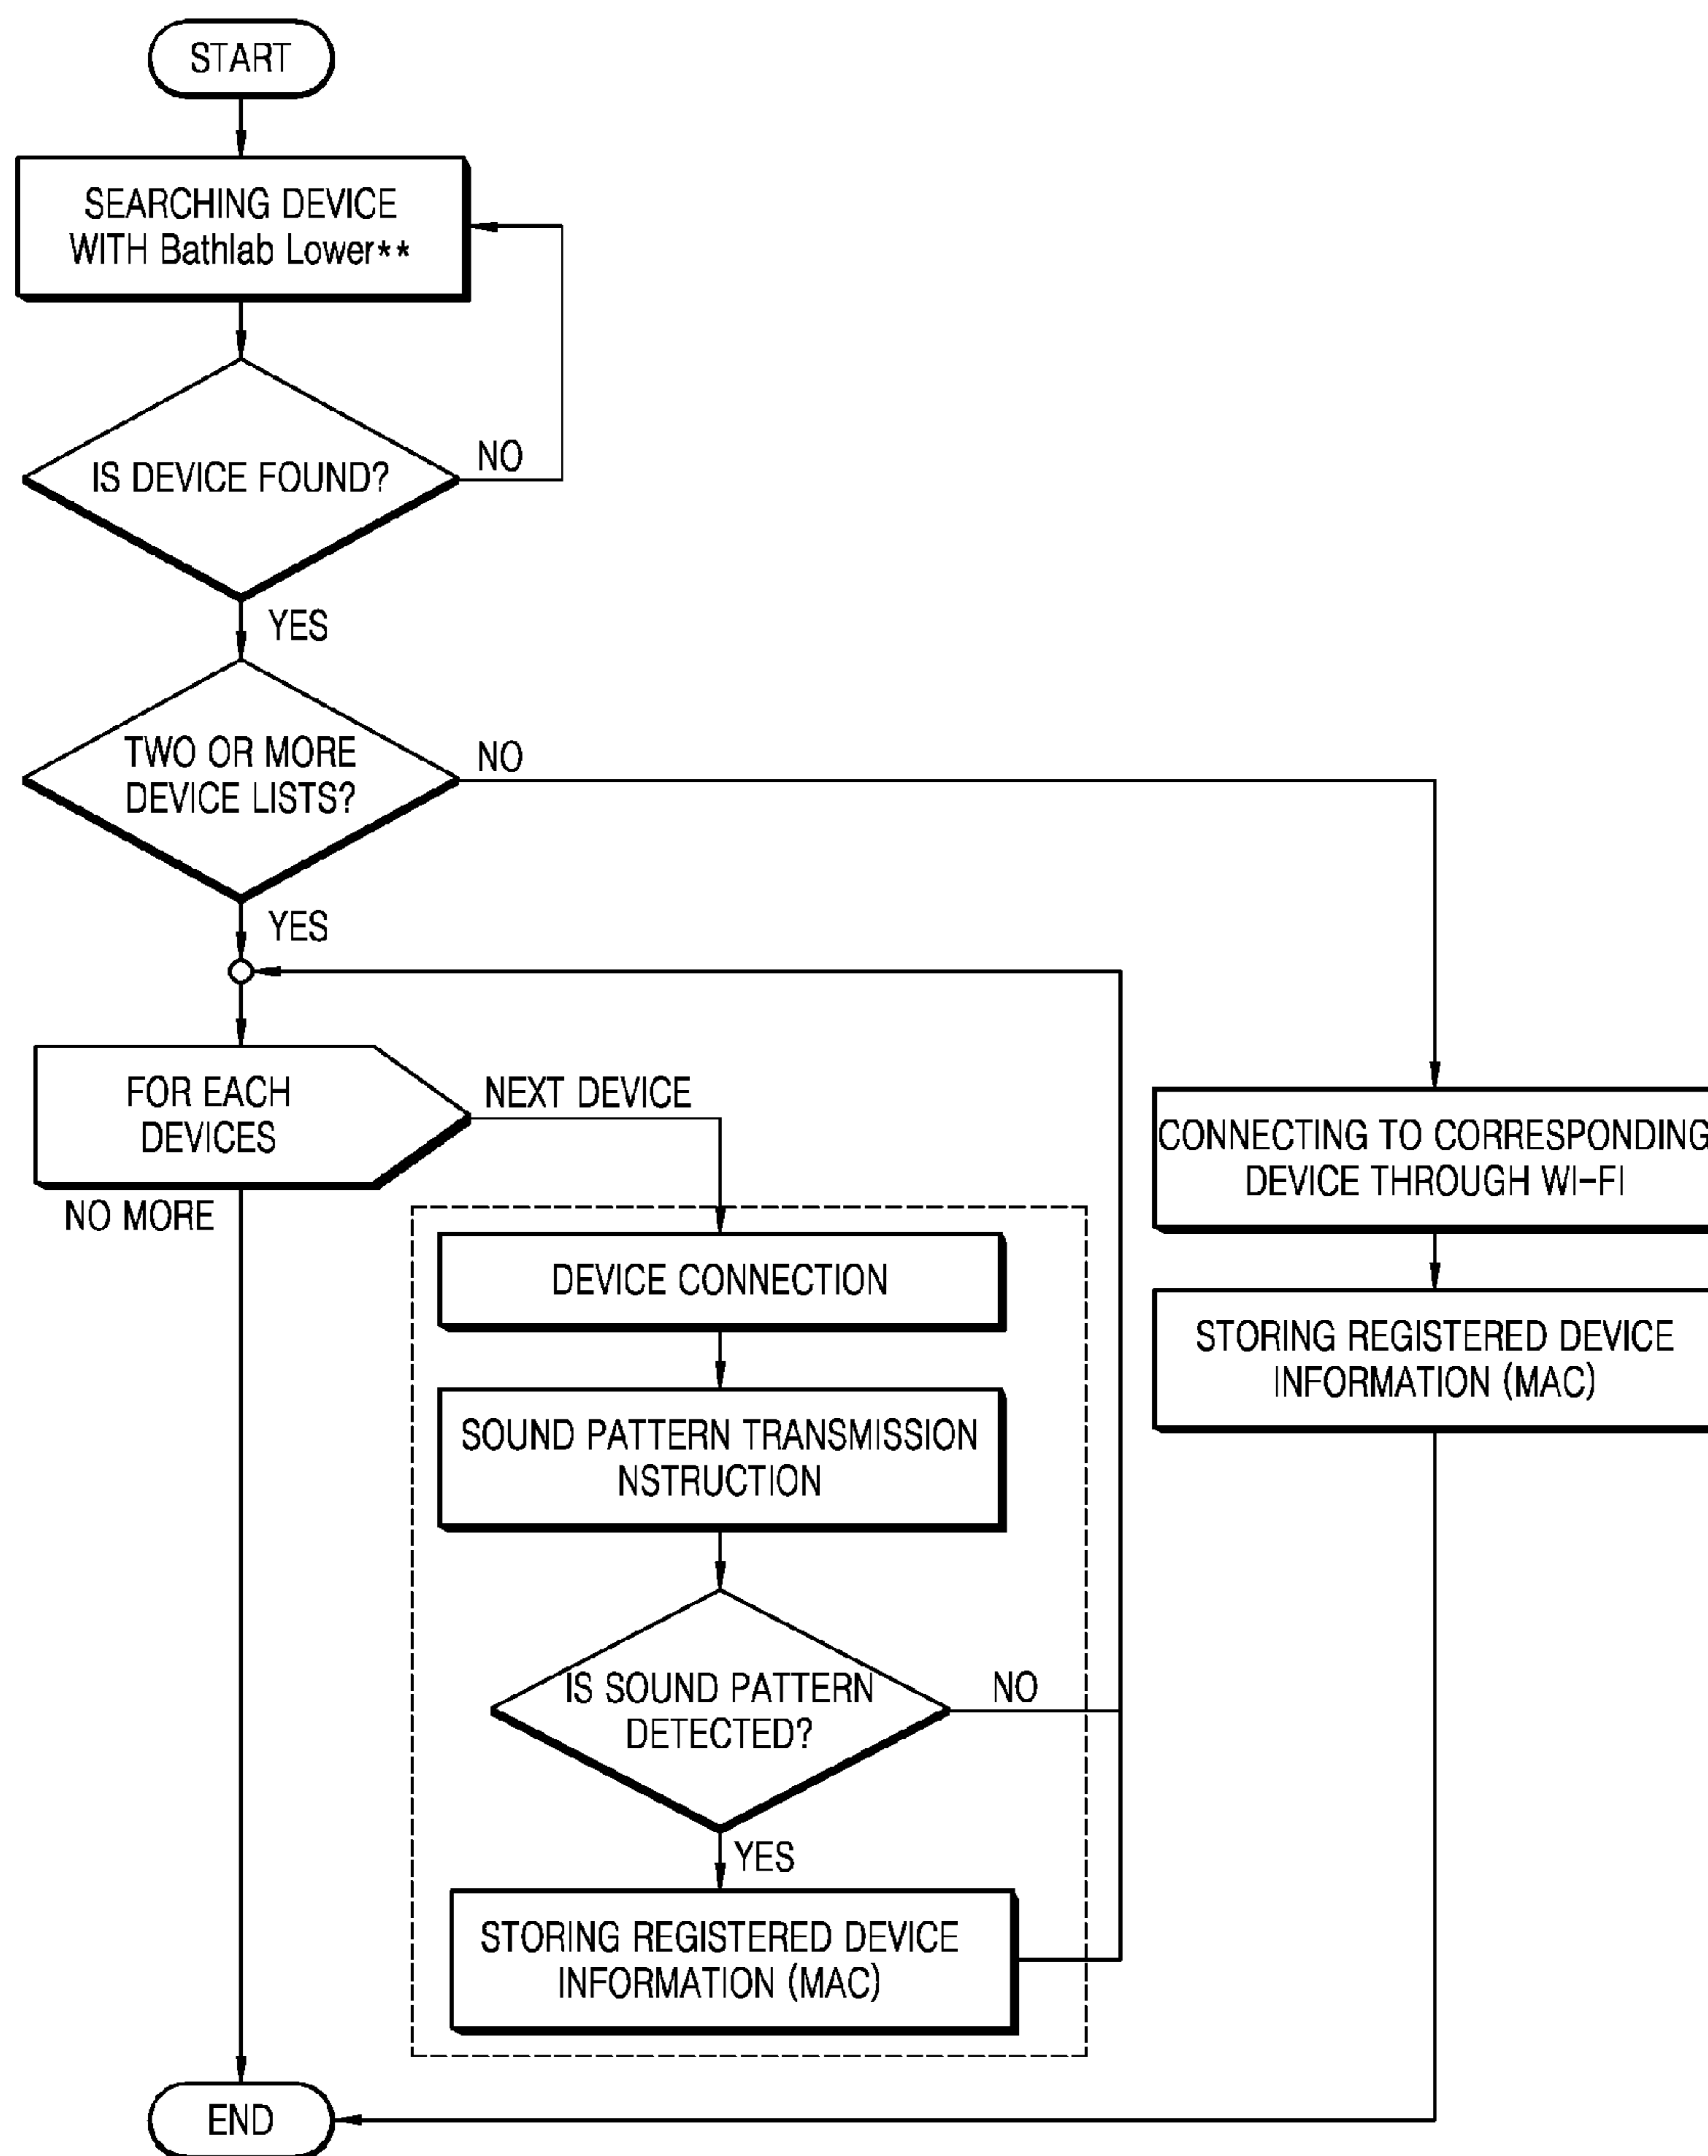 START
SEARCHING DEVICE
WITH Bathlab Lower**
IS DEVICE FOUND?
NO
YES
TWO OR MORE
DEVICE LISTS?
NO
YES
FOR EACH
DEVICES
NEXT DEVICE
NO MORE
CONNECTING TO CORRESPONDING
DEVICE THROUGH WI-FI
DEVICE CONNECTION
STORING REGISTERED DEVICE
INFORMATION (MAC)
SOUND PATTERN TRANSMISSION
NSTRUCTION
IS SOUND PATTERN
DETECTED?
NO
YES
STORING REGISTERED DEVICE
INFORMATION (MAC)
END